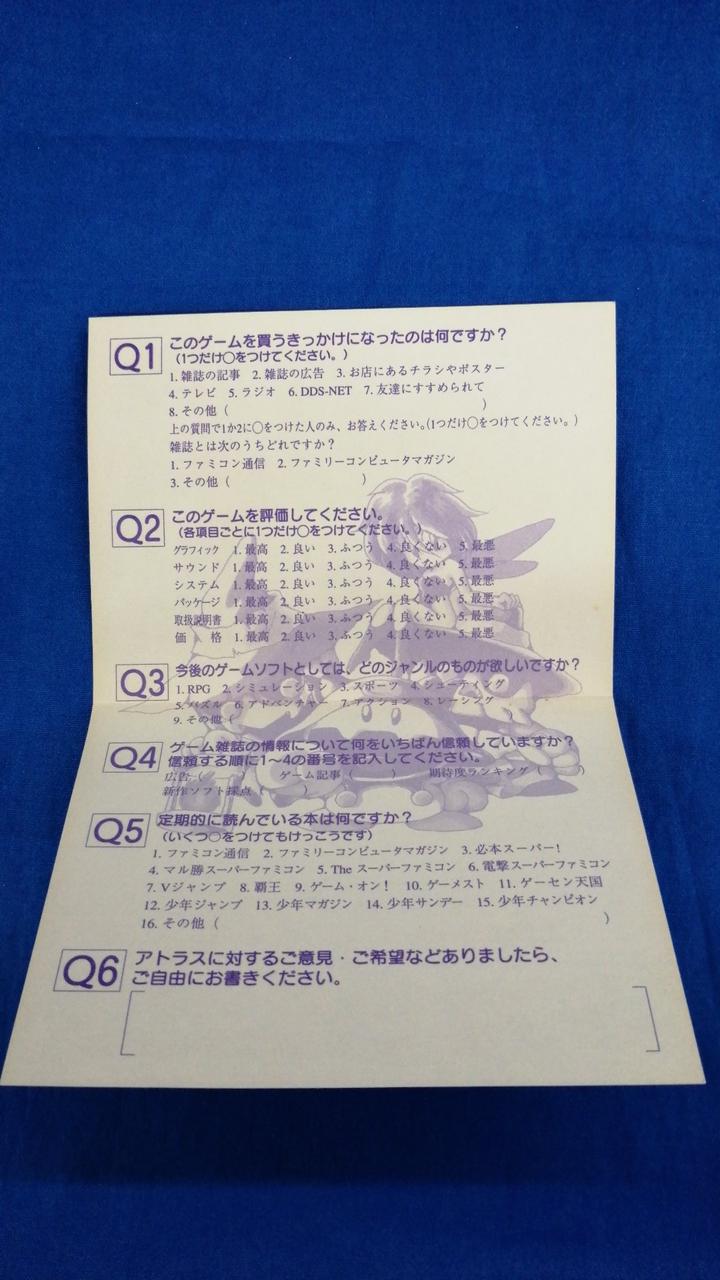 Q1 このゲームを買うきっかけになったのは何ですか？
(1つだけ〇をつけてください。)
1. 雑誌の記事 2. 雑誌の広告 3. お店にあるチラシやポスター
4. テレビ 5. ラジオ 6. DDS-NET 7. 友達にすすめられて
8. その他 ( )
上の質問で1か2に〇をつけた人のみ、お答えください。(1つだけ〇をつけてください。)
雑誌とは次のうちどれですか？
1. ファミコン通信 2. ファミリーコンピュータマガジン
3. その他 ( )
Q2 このゲームを評価してください。
(各項目ごとに1つだけ〇をつけてください。)
グラフィック 1. 最高 2. 良い 3. ふつう 4. 良くない 5. 最悪
サウンド 1. 最高 2. 良い 3. ふつう 4. 良くない 5. 最悪
システム 1. 最高 2. 良い 3. ふつう 4. 良くない 5. 最悪
パッケージ 1. 最高 2. 良い 3. ふつう 4. 良くない 5. 最悪
取扱説明書 1. 最高 2. 良い 3. ふつう 4. 良くない 5. 最悪
価 格 1. 最高 2. 良い 3. ふつう 4. 良くない 5. 最悪
Q3 今後のゲームソフトとしては、どのジャンルのものが欲しいですか？
1. RPG 2. シミュレーション 3. スポーツ 4. シューティング
5. パズル 6. アドベンチャー 7. アクション 8. レーシング
9. その他 ( )
Q4 ゲーム雑誌の情報について何をいちばん信頼していますか？
信頼する順に1〜4の番号を記入してください。
広告 ( ) ゲーム記事 ( ) 期待度ランキング ( )
新作ソフト採点 ( )
Q5 定期的に読んでいる本は何ですか？
(いくつ〇をつけてもけっこうです)
1. ファミコン通信 2. ファミリーコンピュータマガジン 3. 必本スーパー！
4. マル勝スーパーファミコン 5. The スーパーファミコン 6. 電撃スーパーファミコン
7. Vジャンプ 8. 覇王 9. ゲーム・オン！ 10. ゲーメスト 11. ゲーセン天国
12. 少年ジャンプ 13. 少年マガジン 14. 少年サンデー 15. 少年チャンピオン
16. その他 ( )
Q6 アトラスに対するご意見・ご希望などありましたら、
ご自由にお書きください。